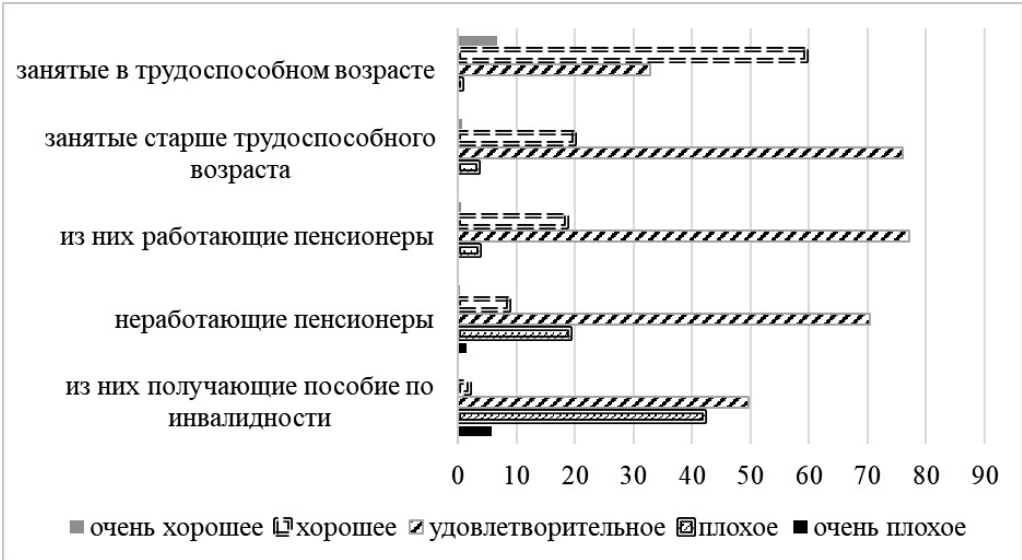 занятые в трудоспособном возрасте
занятые старше трудоспособного
возраста
из них работающие пенсионеры
неработающие пенсионеры
из них получающие пособие по
инвалидности
0 10 20 30 40 50 60 70 80 90
очень хорошее хорошее удовлетворительное плохое очень плохое